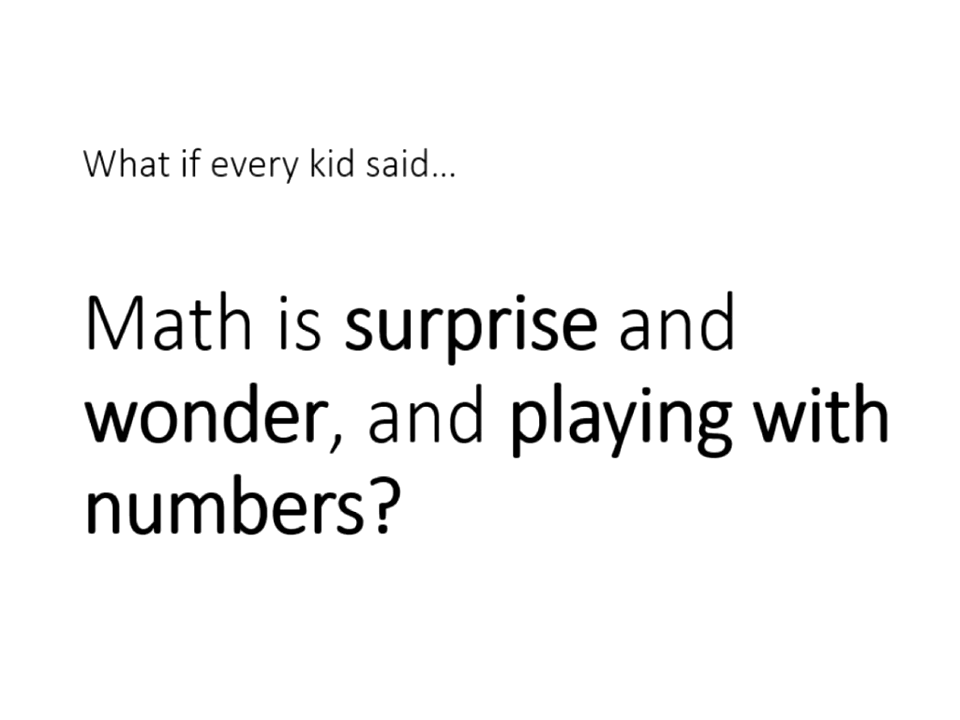 What if every kid said...
Math is surprise and
wonder, and playing with
numbers?